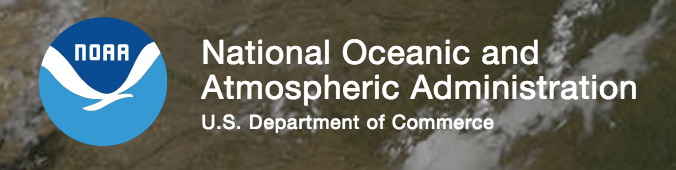 NOAA
National Oceanic and
Atmospheric Administration
U.S. Department of Commerce